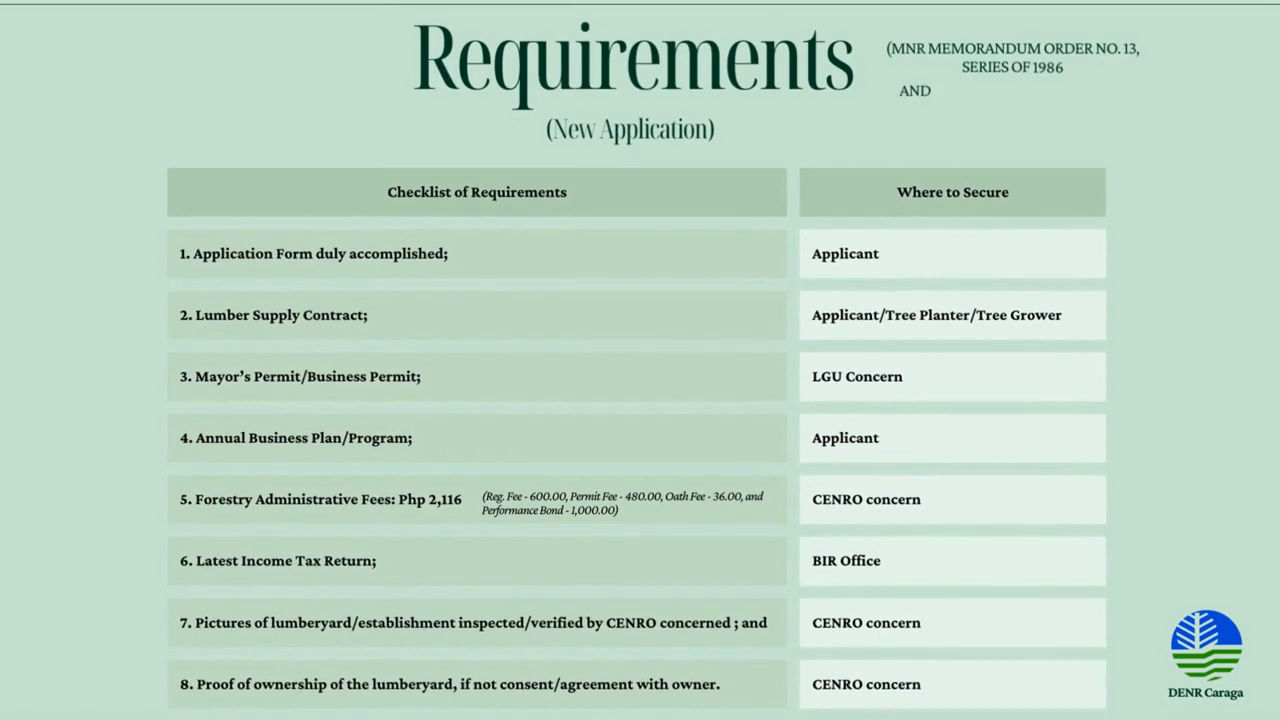 Requirements
(MNR MEMORANDUM ORDER NO. 13,
SERIES OF 1986
AND
(New Application)
Checklist of Requirements
Where to Secure
1. Application Form duly accomplished;
Applicant
2. Lumber Supply Contract;
Applicant/Tree Planter/Tree Grower
3. Mayor's Permit/Business Permit;
LGU Concern
4. Annual Business Plan/Program;
Applicant
5. Forestry Administrative Fees: Php 2,116
(Reg. Fee - 600.00, Permit Fee - 480.00, Oath Fee - 36.00, and
Performance Bond - 1,000.00)
CENRO concern
6. Latest Income Tax Return;
BIR Office
7. Pictures of lumberyard/establishment inspected/verified by CENRO concerned ; and
CENRO concern
8. Proof of ownership of the lumberyard, if not consent/agreement with owner.
CENRO concern
DENR Caraga